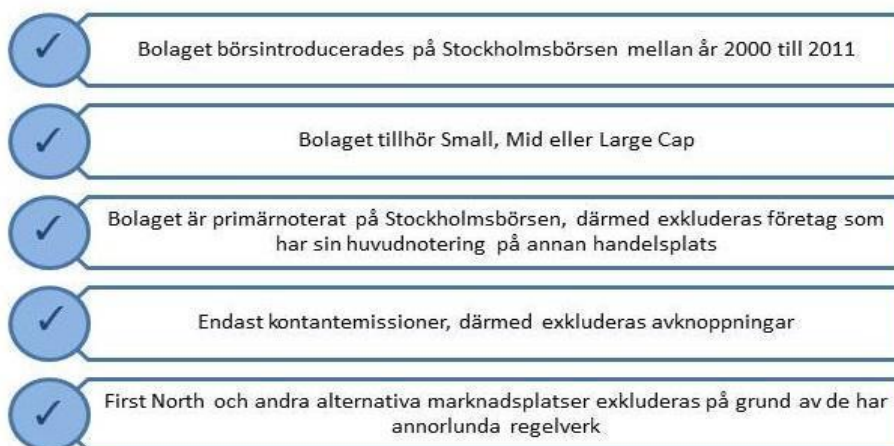 Bolaget börsintroducerades på Stockholmsbörsen mellan år 2000 till 2011
Bolaget tillhör Small, Mid eller Large Cap
Bolaget är primärnoterat på Stockholmsbörsen, därmed exkluderas företag som
har sin huvudnotering på annan handelsplats
Endast kontantemissioner, därmed exkluderas avknoppningar
First North och andra alternativa marknadsplatser exkluderas på grund av de har
annorlunda regelverk